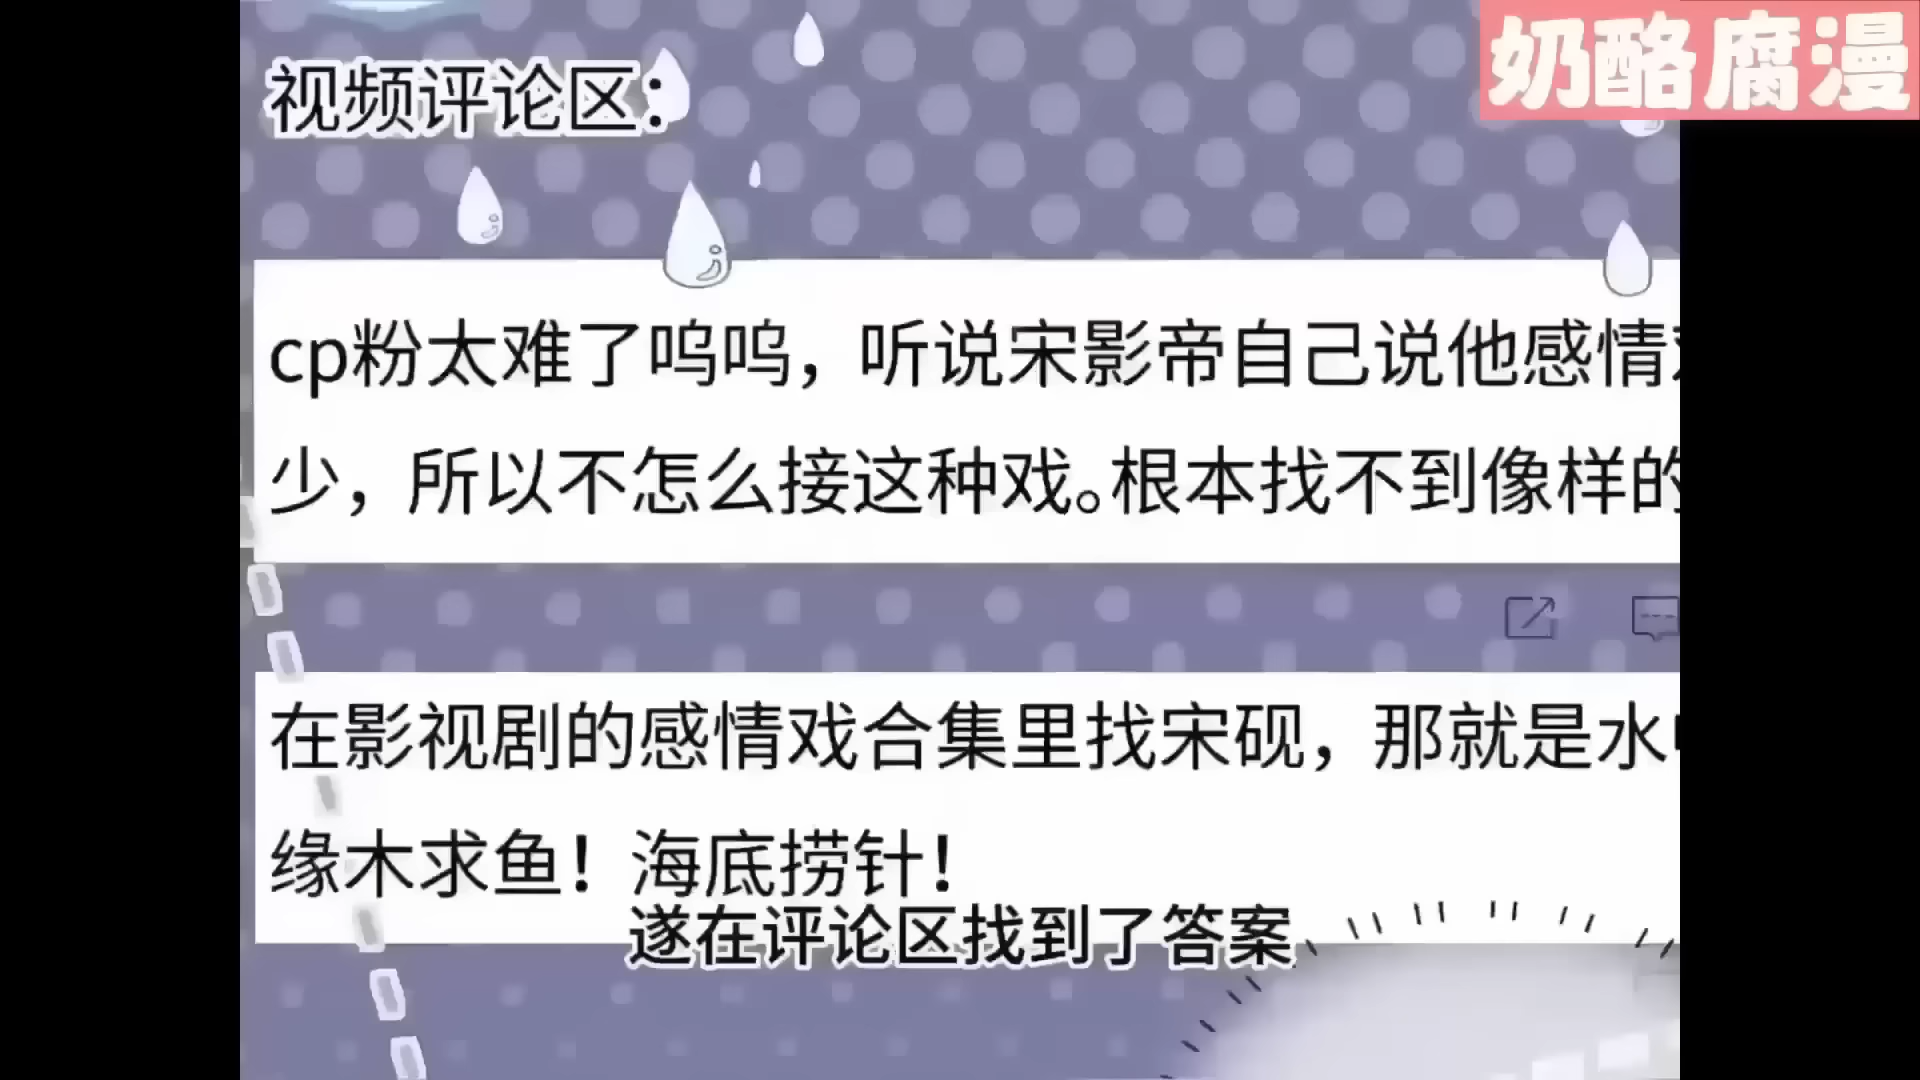 奶酪腐漫
视频评论区：
cp粉太难了呜呜，听说宋影帝自己说他感情
少，所以不怎么接这种戏。根本找不到像样的
在影视剧的感情戏合集里找宋砚，那就是水
缘木求鱼！海底捞针！
遂在评论区找到了答案